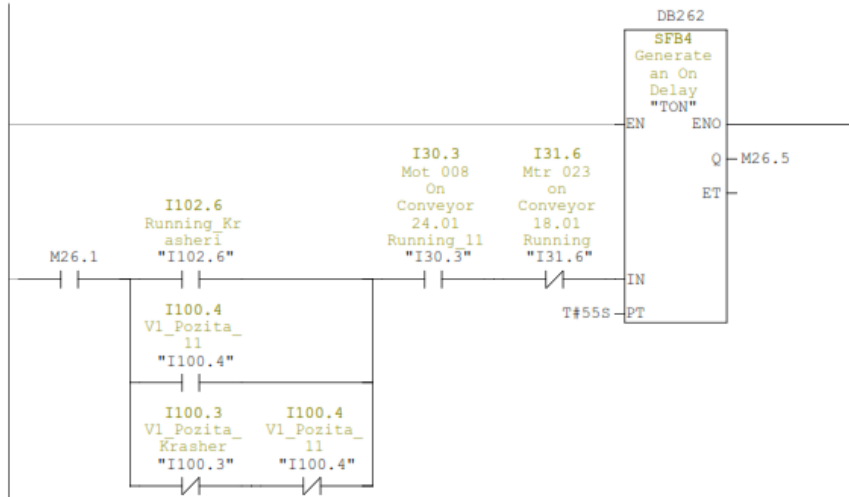 DB262
SFB4
Generate
an On
Delay
"TON"
EN ENO
Q M26.5
ET
I30.3
Mot 008
On
Conveyor
24.01
Running_11
"I30.3"
I31.6
Mtr 023
on
Conveyor
18.01
Running
"I31.6"
I102.6
Running_Kr
asheri
"I102.6"
M26.1
IN
T#55S PT
I100.4
V1_Pozita_
11
"I100.4"
I100.3
V1_Pozita_
Krasher
"I100.3"
I100.4
V1_Pozita_
11
"I100.4"